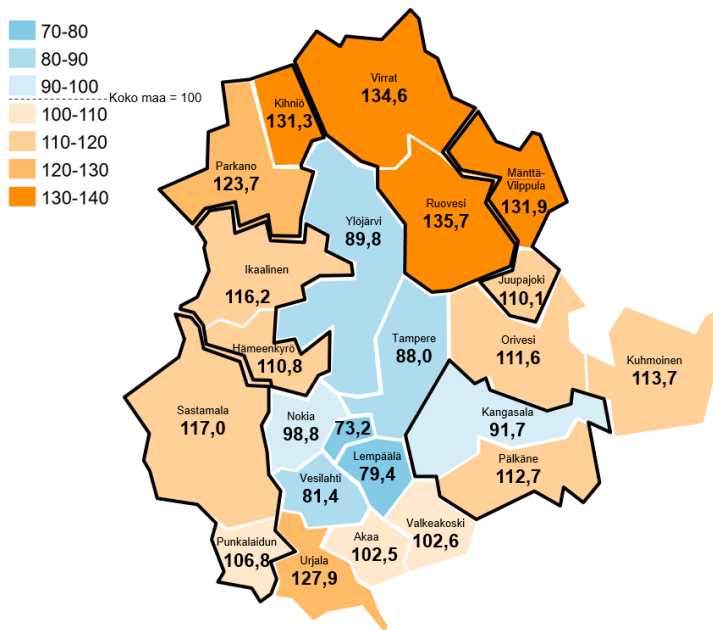 70-80
80-90
90-100
Koko maa = 100
100-110
110-120
120-130
130-140
Virrat
134,6
Kihniö
131,3
Parkano
123,7
Mänttä-
Vilppula
131,9
Ruovesi
135,7
Ylöjärvi
89,8
Ikaalinen
116,2
Juupajoki
110,1
Tampere
88,0
Orivesi
111,6
Hämeenkyrö
110,8
Kuhmoinen
113,7
Sastamala
117,0
Nokia
98,8
73,2
Kangasala
91,7
Lempäälä
79,4
Pälkäne
112,7
Vesilahti
81,4
Valkeakoski
102,6
Akaa
102,5
Punkalaidun
106,8
Urjala
127,9